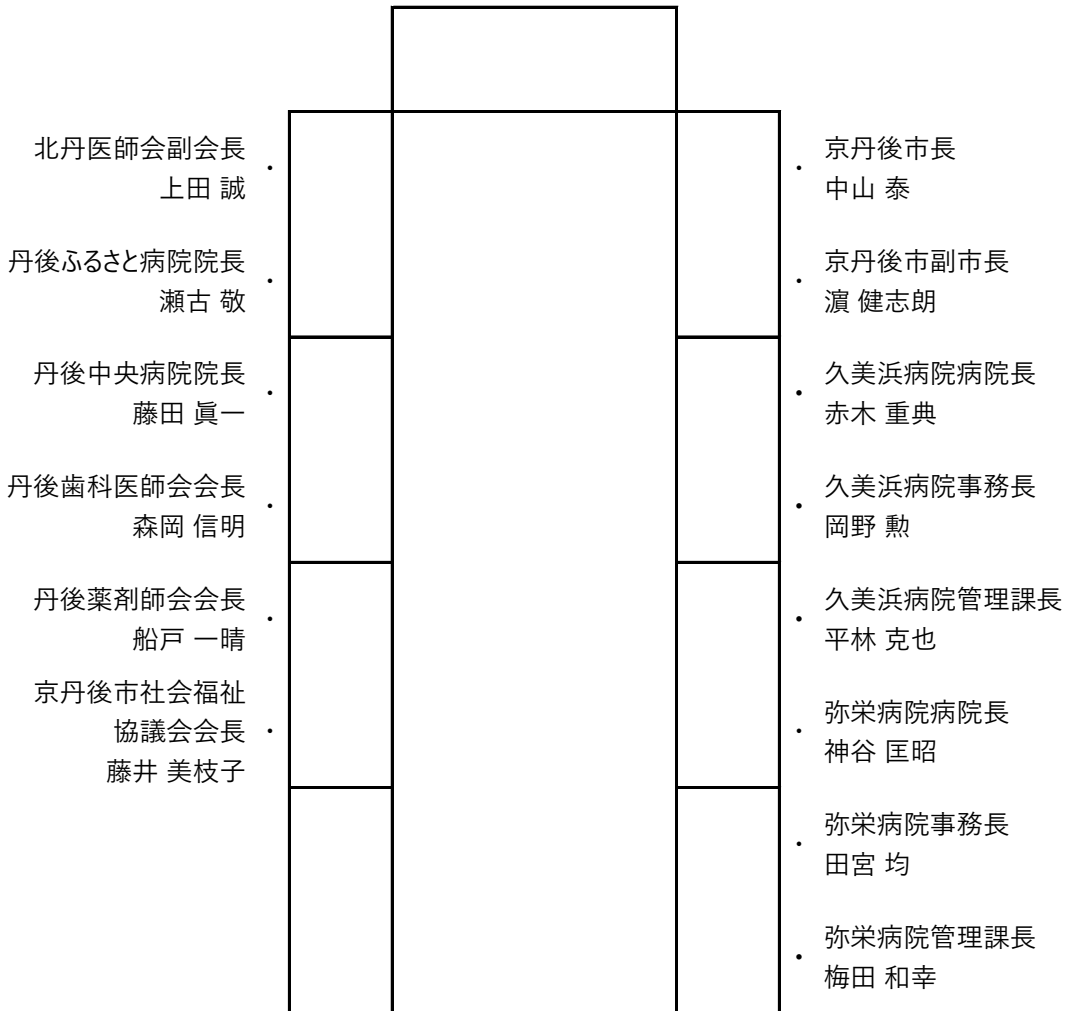 北丹医師会副会長
上田 誠
丹後ふるさと病院院長
瀬古 敬
丹後中央病院院長
藤田 眞一
丹後歯科医師会会長
森岡 信明
丹後薬剤師会会長
船戸 一晴
京丹後市社会福祉
協議会会長
藤井 美枝子
京丹後市長
中山 泰
京丹後市副市長
濵 健志朗
久美浜病院病院長
赤木 重典
久美浜病院事務長
岡野 勲
久美浜病院管理課長
平林 克也
弥栄病院病院長
神谷 匡昭
弥栄病院事務長
田宮 均
弥栄病院管理課長
梅田 和幸